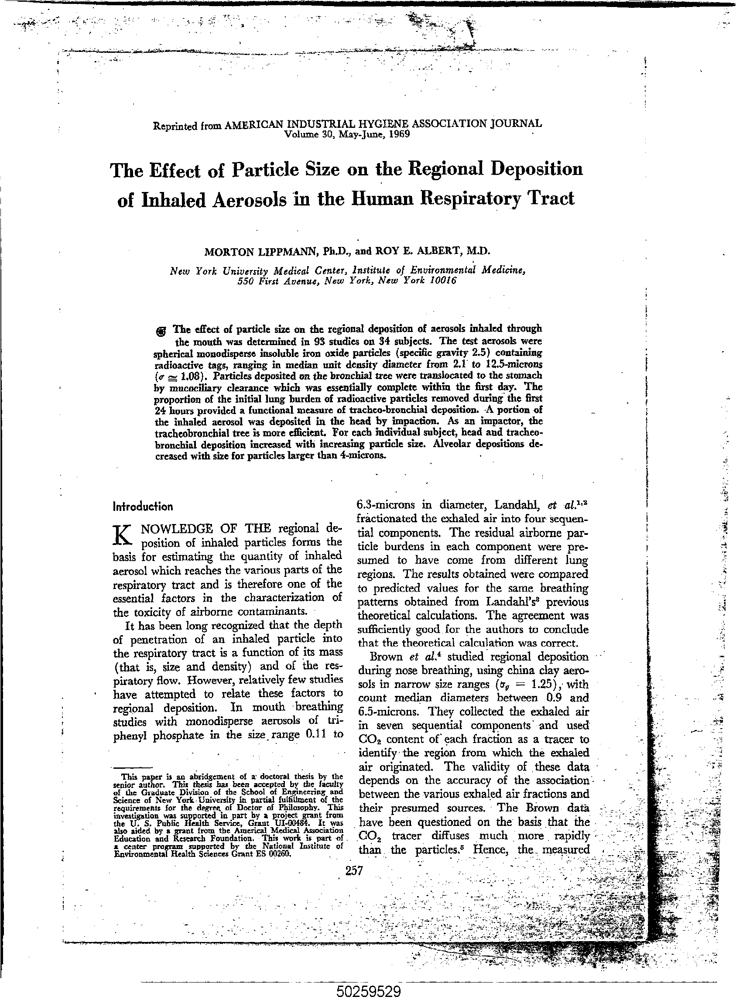 Reprinted from AMERICAN INDUSTRIAL HYGIENE ASSOCIATION JOURNAL
Volume 30, May-June, 1969
The Effect of Particle Size on the Regional Deposition
of Inhaled Aerosols in the Human Respiratory Tract
MORTON LIPPMANN, Ph.D., and ROY E. ALBERT, M.D.
New York University Medical Center, Institute of Environmental Medicine,
550 First Avenue, New York, New York 10016
The effect of particle size on the regional deposition of aerosols inhaled through
the mouth was determined in 93 studies on 34 subjects. The test aerosols were
spherical monodisperse insoluble iron oxide particles (specific gravity 2.5) containing
radioactive tags, ranging in median unit density diameter from 2.1 to 12.5-microns
(σ ≅ 1.08). Particles deposited on the bronchial tree were translocated to the stomach
by mucociliary clearance which was essentially complete within the first day. The
proportion of the initial lung burden of radioactive particles removed during the first
24 hours provided a functional measure of tracheo-bronchial deposition. A portion of
the inhaled aerosol was deposited in the head by impaction. As an impactor, the
tracheobronchial tree is more efficient. For each individual subject, head and tracheo-
bronchial deposition increased with increasing particle size. Alveolar depositions de-
creased with size for particles larger than 4-microns.
Introduction
KNOWLEDGE OF THE regional de-
position of inhaled particles forms the
basis for estimating the quantity of inhaled
aerosol which reaches the various parts of the
respiratory tract and is therefore one of the
essential factors in the characterization of
the toxicity of airborne contaminants.
It has been long recognized that the depth
of penetration of an inhaled particle into
the respiratory tract is a function of its mass
(that is, size and density) and of the res-
piratory flow. However, relatively few studies
have attempted to relate these factors to
regional deposition. In mouth breathing
studies with monodisperse aerosols of tri-
phenyl phosphate in the size range 0.11 to
This paper is an abridgement of a doctoral thesis by the
senior author. This thesis has been accepted by the faculty
of the Graduate Division of the School of Engineering and
Science of New York University in partial fulfillment of the
requirements for the degree of Doctor of Philosophy. This
investigation was supported in part by a project grant from
the U. S. Public Health Service, Grant UI-00484. It was
also aided by a grant from the American Medical Association
Education and Research Foundation. This work is part of
a center program supported by the National Institute of
Environmental Health Sciences Grant ES 00260.
6.3-microns in diameter, Landahl, et al.1,2
fractionated the exhaled air into four sequen-
tial components. The residual airborne par-
ticle burdens in each component were pre-
sumed to have come from different lung
regions. The results obtained were compared
to predicted values for the same breathing
patterns obtained from Landahl's3 previous
theoretical calculations. The agreement was
sufficiently good for the authors to conclude
that the theoretical calculation was correct.
Brown et al.4 studied regional deposition
during nose breathing, using china clay aero-
sols in narrow size ranges (σg = 1.25), with
count median diameters between 0.9 and
6.5-microns. They collected the exhaled air
in seven sequential components and used
CO2 content of each fraction as a tracer to
identify the region from which the exhaled
air originated. The validity of these data
depends on the accuracy of the association
between the various exhaled air fractions and
their presumed sources. The Brown data
have been questioned on the basis that the
CO2 tracer diffuses much more rapidly
than the particles.5 Hence, the measured
257
50259529